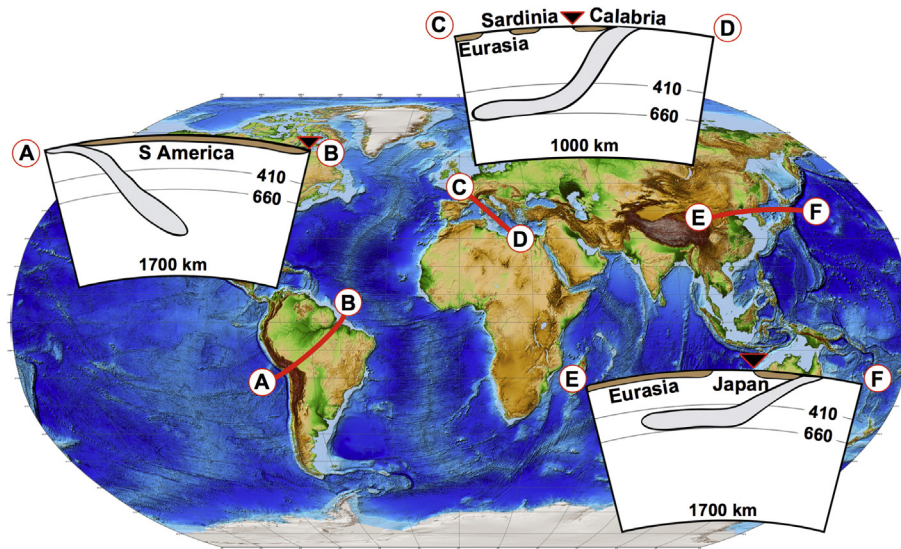 C
Sardinia
Calabria
D
Eurasia
410
660
1000 km
A
S America
B
410
660
1700 km
C
D
E
F
B
A
E
Eurasia
Japan
F
410
660
1700 km